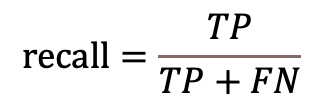 recall = TP / TP + FN